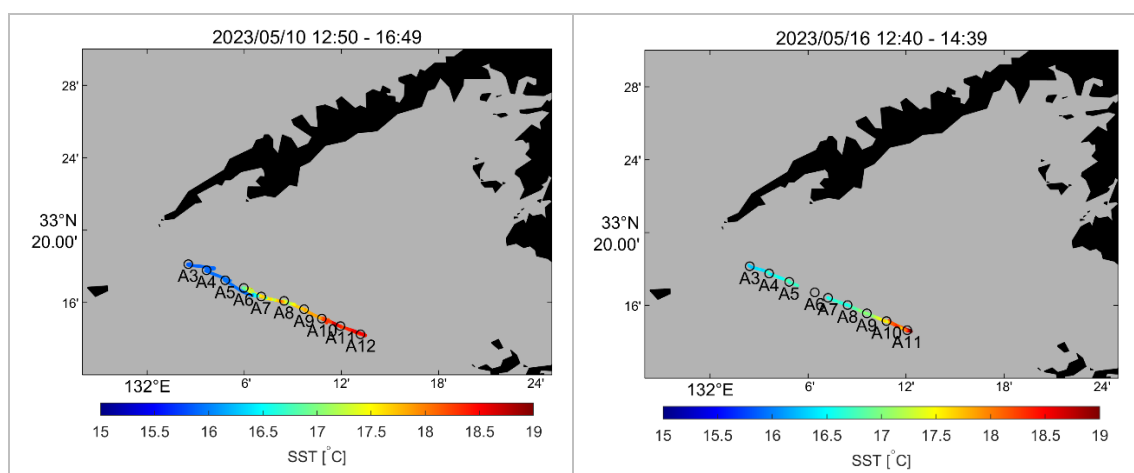 2023/05/10 12:50 - 16:49
28'
24'
33°N
20.00'
16'
A3
A4
A5
A6
A7
A8
A9
A10
A11
A12
132°E
6'
12'
18'
24'
15
15.5
16
16.5
17
17.5
18
18.5
19
SST [°C]
2023/05/16 12:40 - 14:39
28'
24'
33°N
20.00'
16'
A3
A4
A5
A6
A7
A8
A9
A10
A11
132°E
6'
12'
18'
24'
15
15.5
16
16.5
17
17.5
18
18.5
19
SST [°C]